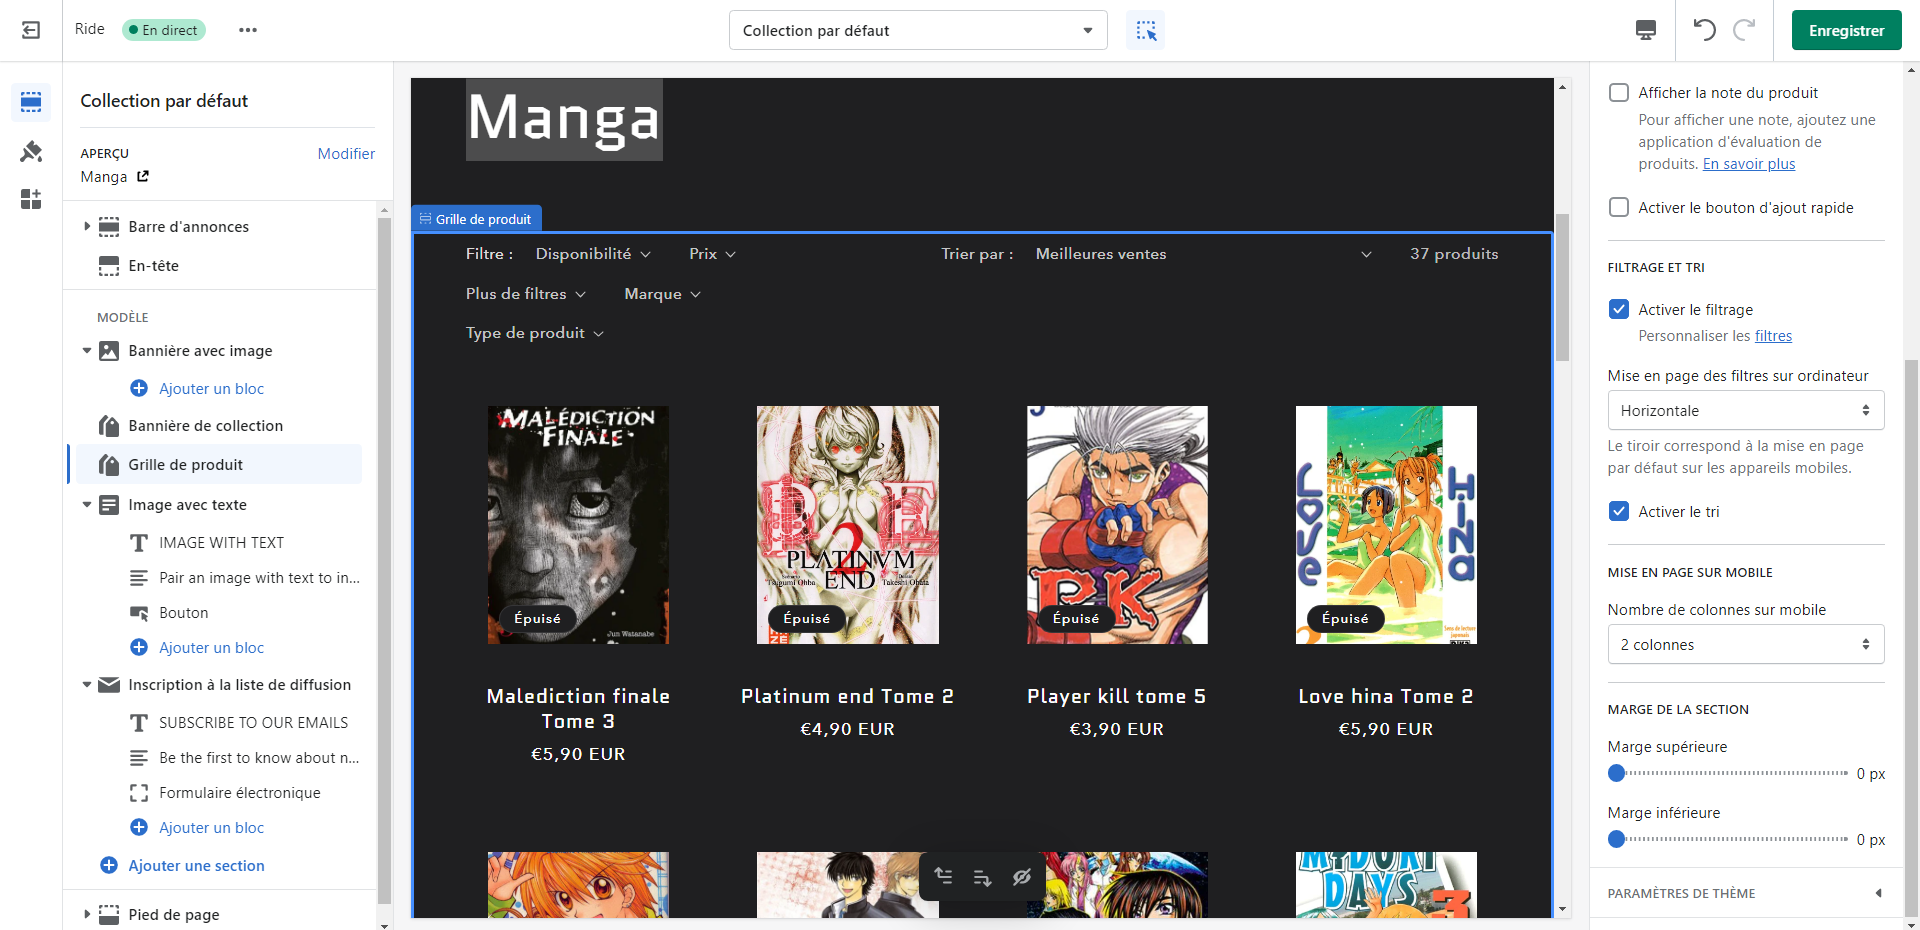 Ride
En direct
Collection par défaut
Enregistrer
Collection par défaut
APERÇU
Modifier
Manga
Barre d'annonces
En-tête
MODÈLE
Bannière avec image
Ajouter un bloc
Bannière de collection
Grille de produit
Image avec texte
IMAGE WITH TEXT
Pair an image with text to in...
Bouton
Ajouter un bloc
Inscription à la liste de diffusion
SUBSCRIBE TO OUR EMAILS
Be the first to know about n...
Formulaire électronique
Ajouter un bloc
Ajouter une section
Pied de page
Manga
Grille de produit
Filtre :
Disponibilité
Prix
Trier par :
Meilleures ventes
37 produits
Plus de filtres
Marque
Type de produit
MALÉDICTION
FINALE
Jun Watanabe
Épuisé
PE
2
PLATINVM
END
Tsugumi Ohba
Takeshi Obata
Épuisé
PK
Épuisé
LOVE
HINA
Sens de lecture
japonais
Épuisé
Malediction finale
Tome 3
€5,90 EUR
Platinum end Tome 2
€4,90 EUR
Player kill tome 5
€3,90 EUR
Love hina Tome 2
€5,90 EUR
MIDORI
DAYS
3
Afficher la note du produit
Pour afficher une note, ajoutez une
application d'évaluation de
produits. En savoir plus
Activer le bouton d'ajout rapide
FILTRAGE ET TRI
Activer le filtrage
Personnaliser les filtres
Mise en page des filtres sur ordinateur
Horizontale
Le tiroir correspond à la mise en page
par défaut sur les appareils mobiles.
Activer le tri
MISE EN PAGE SUR MOBILE
Nombre de colonnes sur mobile
2 colonnes
MARGE DE LA SECTION
Marge supérieure
0 px
Marge inférieure
0 px
PARAMÈTRES DE THÈME